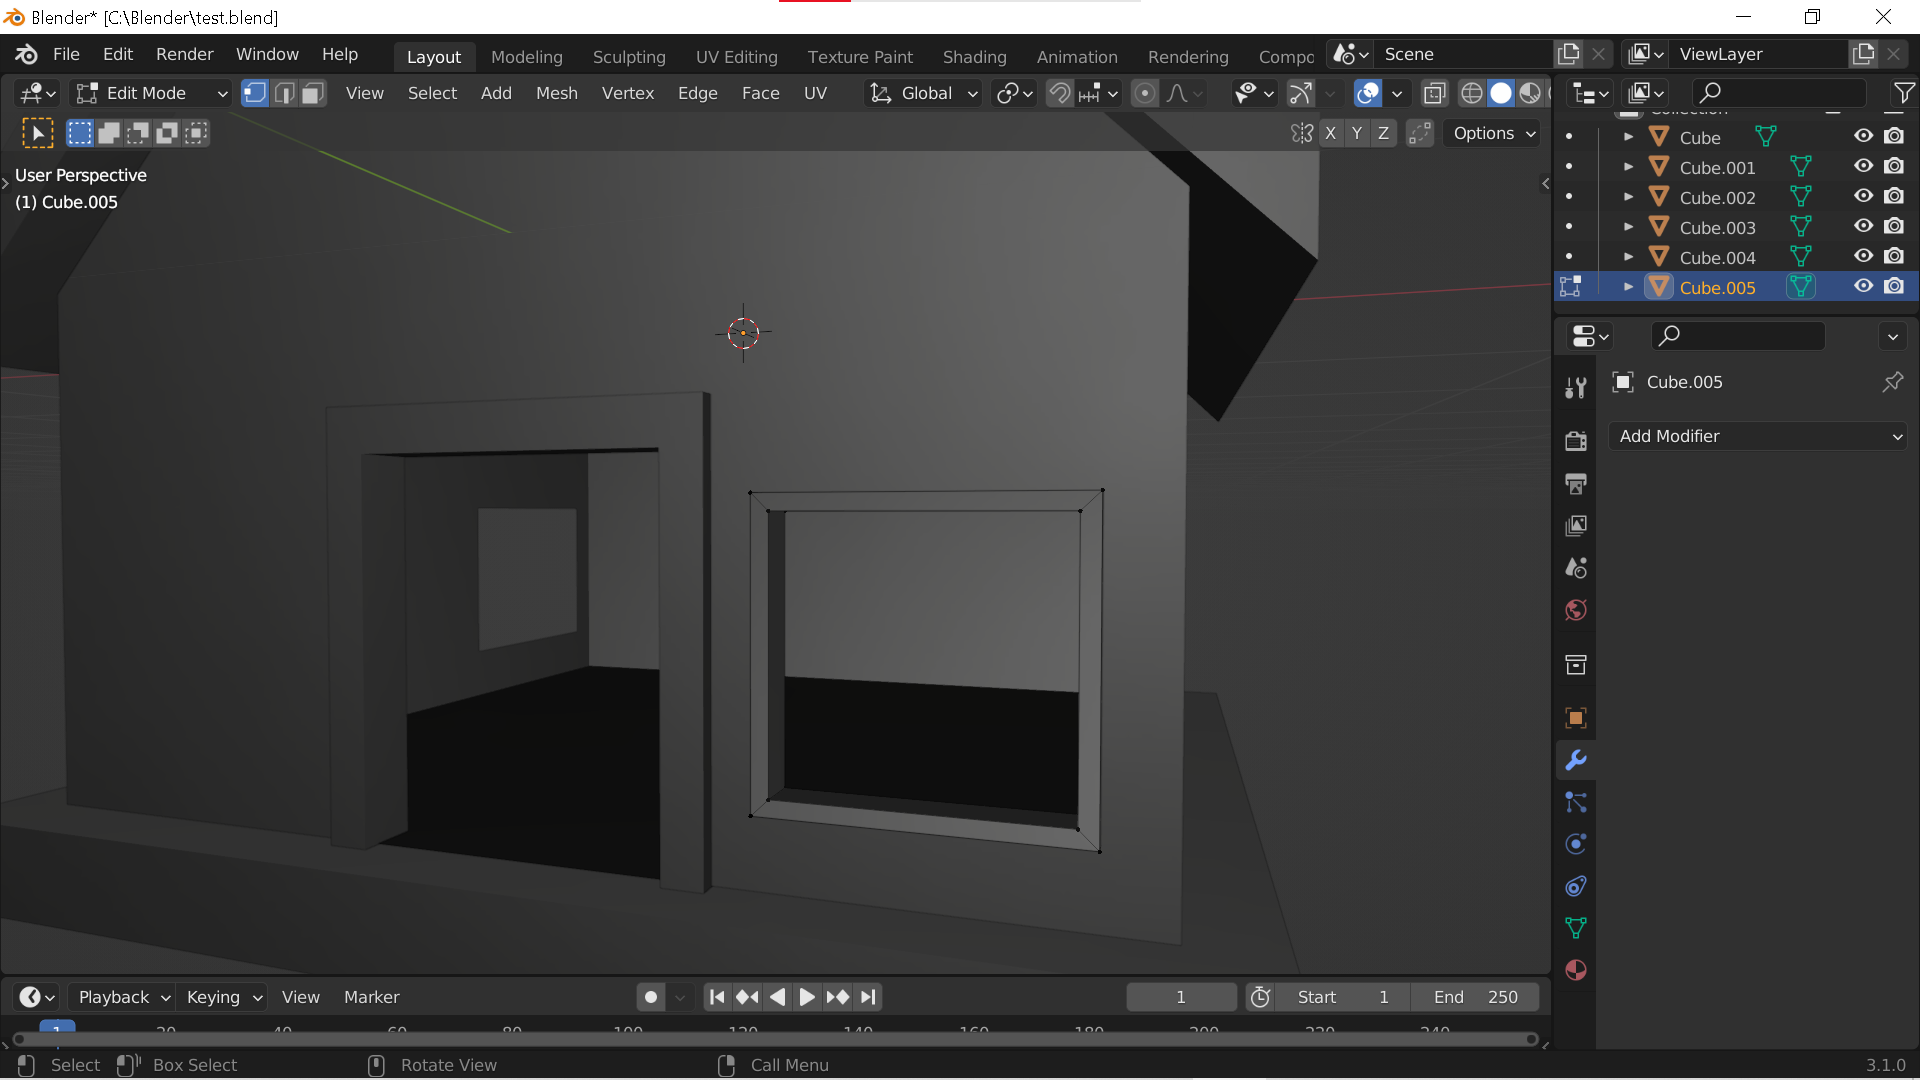 Blender* [C:\Blender\test.blend]
File Edit Render Window Help Layout Modeling Sculpting UV Editing Texture Paint Shading Animation Rendering Compo Scene ViewLayer
Edit Mode View Select Add Mesh Vertex Edge Face UV Global
X Y Z Options
User Perspective
(1) Cube.005
Collection
Cube
Cube.001
Cube.002
Cube.003
Cube.004
Cube.005
Cube.005
Add Modifier
Playback Keying View Marker 1 Start 1 End 250
1 20 40 60 80 100 120 140 160 180 200 220 240
Select Box Select Rotate View Call Menu 3.1.0